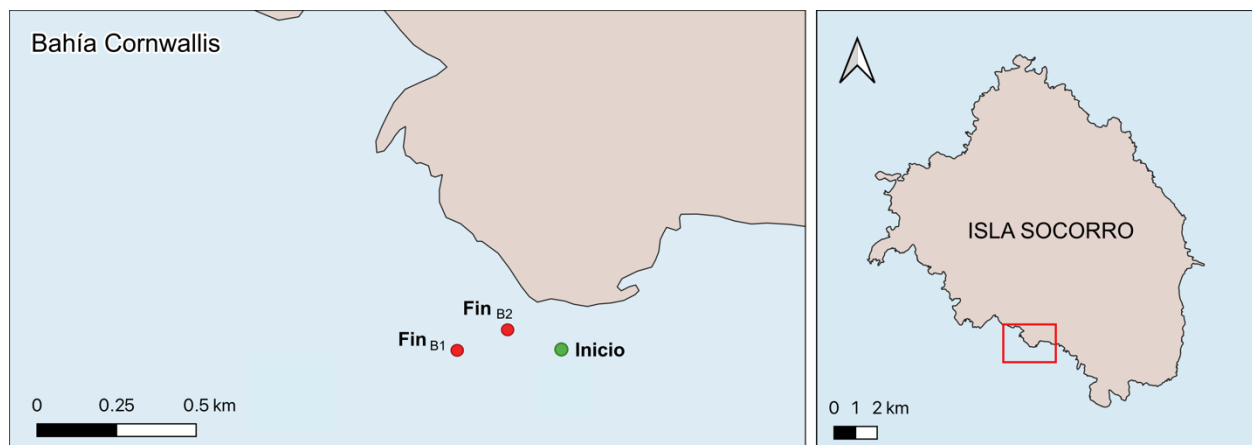 Bahía Cornwallis
Fin B2
Fin B1
Inicio
0 0.25 0.5 km
ISLA SOCORRO
0 1 2 km